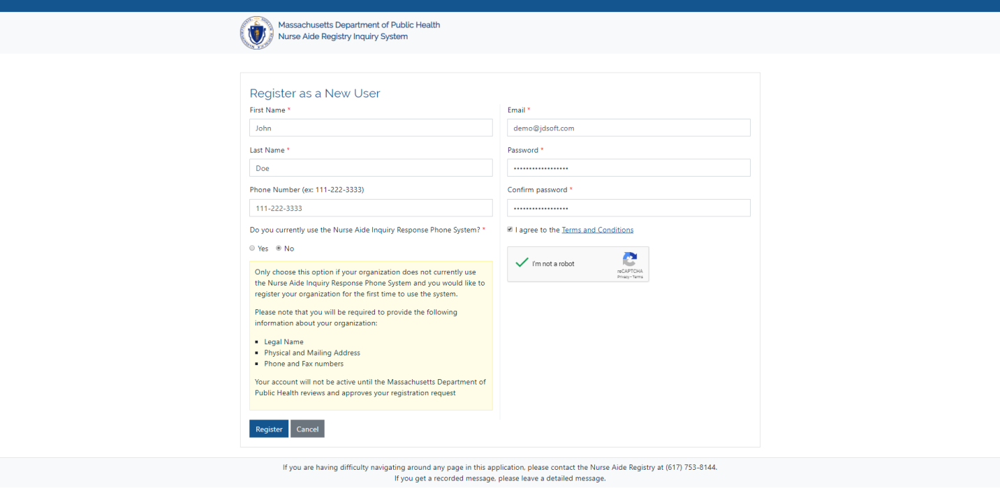 Massachusetts Department of Public Health
Nurse Aide Registry Inquiry System
Register as a New User
First Name *
John
Last Name *
Doe
Phone Number (ex: 111-222-3333)
111-222-3333
Do you currently use the Nurse Aide Inquiry Response Phone System? *
Yes No
Only choose this option if your organization does not currently use
the Nurse Aide Inquiry Response Phone System and you would like to
register your organization for the first time to use the system.
Please note that you will be required to provide the following
information about your organization:
▪ Legal Name
▪ Physical and Mailing Address
▪ Phone and Fax numbers
Your account will not be active until the Massachusetts Department of
Public Health reviews and approves your registration request
Email *
demo@jdsoft.com
Password *
••••••••••••••••••
Confirm password *
••••••••••••••••••
I agree to the Terms and Conditions
I'm not a robot
reCAPTCHA
Privacy - Terms
Register Cancel
If you are having difficulty navigating around any page in this application, please contact the Nurse Aide Registry at (617) 753-8144.
If you get a recorded message, please leave a detailed message.